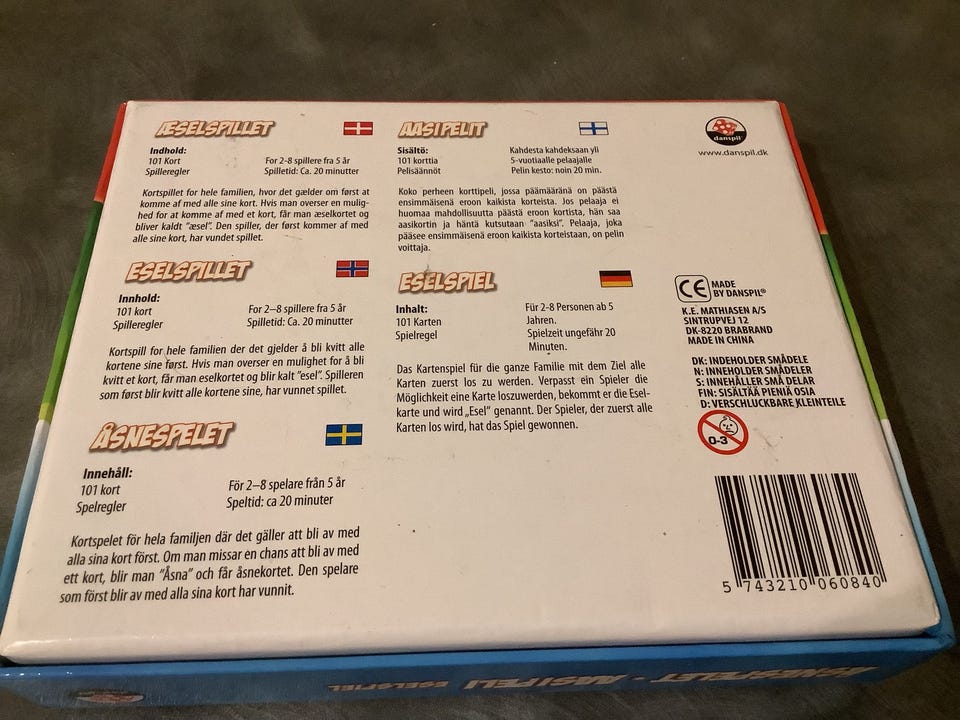 ÆSELSPILLET
Indhold:
101 Kort
Spilleregler
For 2-8 spillere fra 5 år
Spilletid: Ca. 20 minutter
Kortspillet for hele familien, hvor det gælder om først at
komme af med alle sine kort. Hvis man overser en mulig-
hed for at komme af med et kort, får man æselkortet og
bliver kaldt "æsel". Den spiller, der først kommer af med
alle sine kort, har vundet spillet.
ESELSPILLET
Innhold:
101 kort
Spilleregler
For 2–8 spillere fra 5 år
Spilletid: Ca. 20 minutter
Kortspill for hele familien der det gjelder å bli kvitt alle
kortene sine først. Hvis man overser en mulighet for å bli
kvitt et kort, får man eselkortet og blir kalt "esel". Spilleren
som først blir kvitt alle kortene sine, har vunnet spillet.
ÅSNESPELET
Innehåll:
101 kort
Spelregler
För 2–8 spelare från 5 år
Speltid: ca 20 minuter
Kortspelet för hela familjen där det gäller att bli av med
alla sina kort först. Om man missar en chans att bli av med
ett kort, blir man "Åsna" och får åsnekortet. Den spelare
som först blir av med alla sina kort har vunnit.
AASIPELIT
Sisältö:
101 korttia
Pelisäännöt
Kahdesta kahdeksaan yli
5-vuotiaalle pelaajalle
Pelin kesto: noin 20 min.
Koko perheen korttipeli, jossa päämääränä on päästä
ensimmäisenä eroon kaikista korteista. Jos pelaaja ei
huomaa mahdollisuutta päästä eroon kortista, hän saa
aasikortin ja häntä kutsutaan "aasiksi". Pelaaja, joka
pääsee ensimmäisenä eroon kaikista korteistaan, on pelin
voittaja.
ESELSPIEL
Inhalt:
101 Karten
Spielregel
Für 2-8 Personen ab 5
Jahren.
Spielzeit ungefähr 20
Minuten.
Das Kartenspiel für die ganze Familie mit dem Ziel alle
Karten zuerst los zu werden. Verpasst ein Spieler die
Möglichkeit eine Karte loszuwerden, bekommt er die Esel-
karte und wird „Esel" genannt. Der Spieler, der zuerst alle
Karten los wird, hat das Spiel gewonnen.
danspil
www.danspil.dk
CE MADE
BY DANSPIL®
K.E. MATHIASEN A/S
SINTRUPVEJ 12
DK-8220 BRABRAND
MADE IN CHINA
DK: INDEHOLDER SMÅDELE
N: INNEHOLDER SMÅDELER
S: INNEHÅLLER SMÅ DELAR
FIN: SISÄLTÄÄ PIENIÄ OSIA
D: VERSCHLUCKBARE KLEINTEILE
0-3
5 743210 060840
ÅSNESPELET · AASIPELI ESELSPIEL